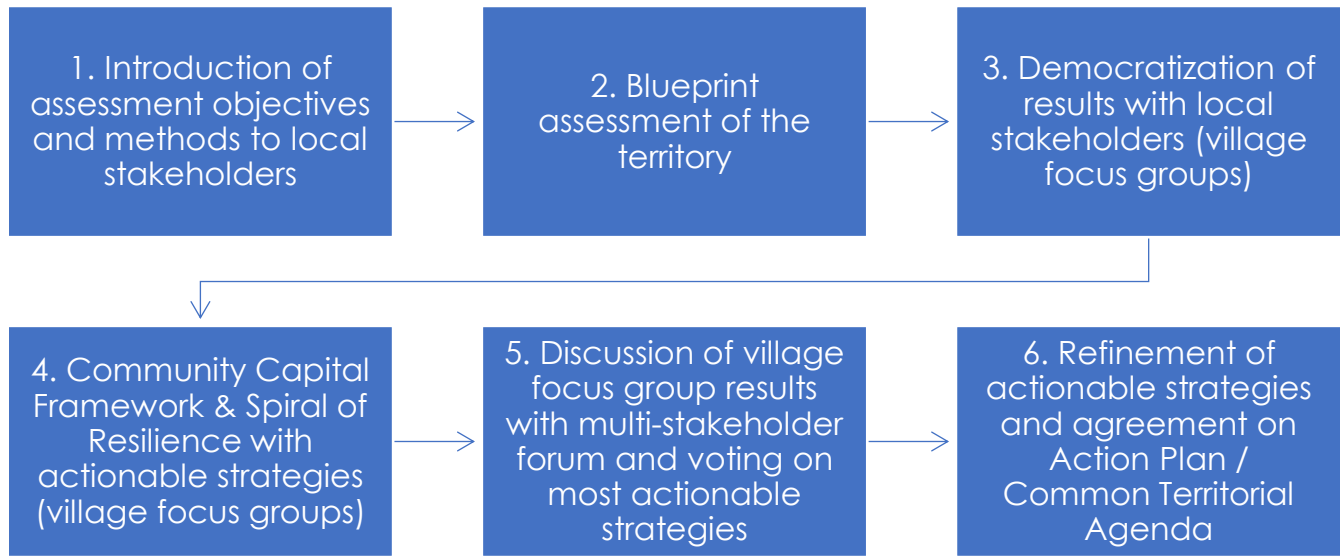 1. Introduction of
assessment objectives
and methods to local
stakeholders
2. Blueprint
assessment of the
territory
3. Democratization of
results with local
stakeholders (village
focus groups)
4. Community Capital
Framework & Spiral of
Resilience with
actionable strategies
(village focus groups)
5. Discussion of village
focus group results
with multi-stakeholder
forum and voting on
most actionable
strategies
6. Refinement of
actionable strategies
and agreement on
Action Plan /
Common Territorial
Agenda